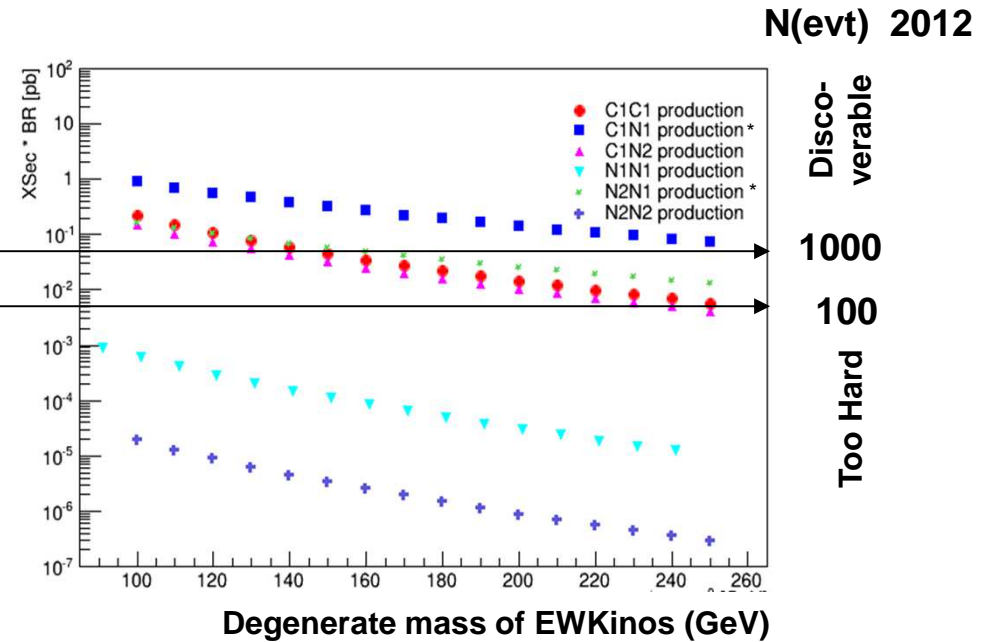 N(evt) 2012
XSec * BR [pb]
10²
10
1
10⁻¹
10⁻²
10⁻³
10⁻⁴
10⁻⁵
10⁻⁶
10⁻⁷
C1C1 production
C1N1 production *
C1N2 production
N1N1 production
N2N1 production *
N2N2 production
Disco-
verable
1000
100
Too Hard
100 120 140 160 180 200 220 240 260
Degenerate mass of EWKinos (GeV)